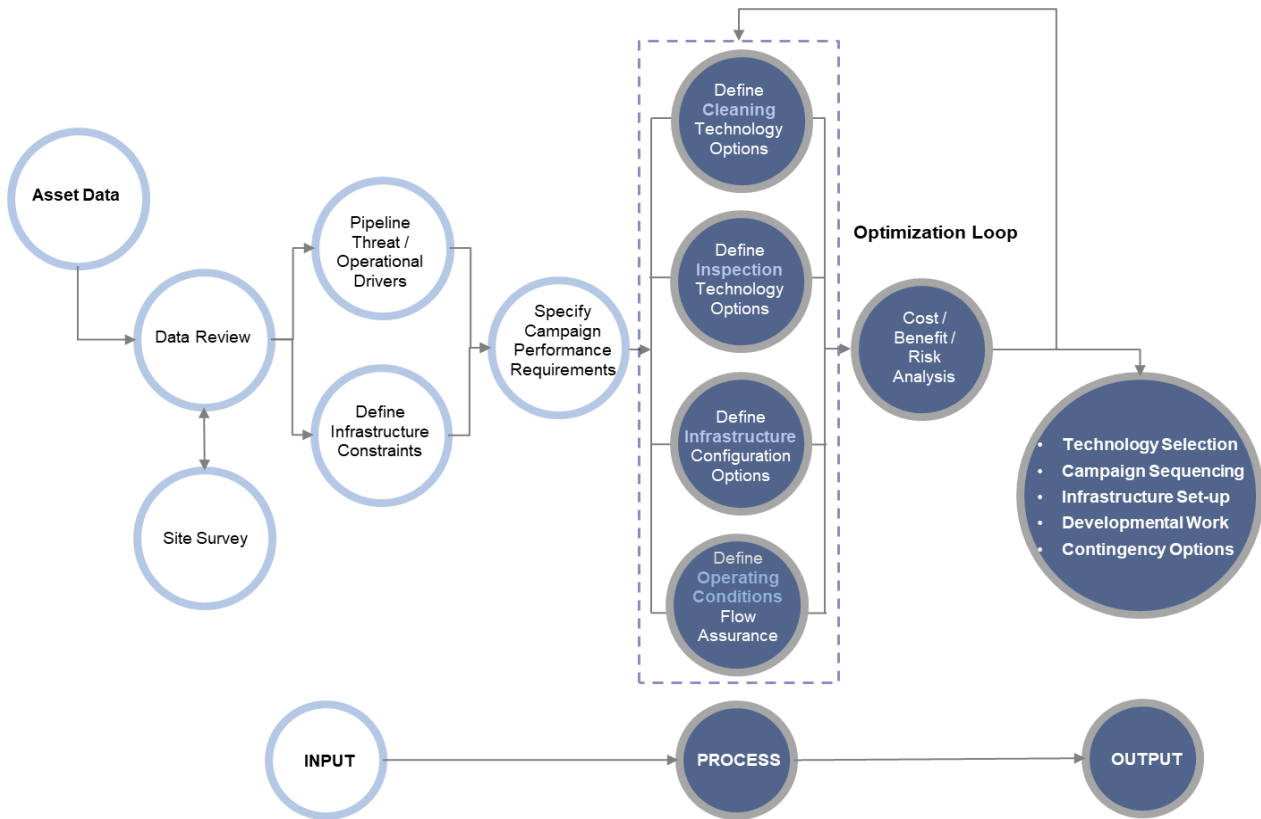 Asset Data
Data Review
Site Survey
Pipeline
Threat /
Operational
Drivers
Define
Infrastructure
Constraints
Specify
Campaign
Performance
Requirements
Define
Cleaning
Technology
Options
Define
Inspection
Technology
Options
Define
Infrastructure
Configuration
Options
Define
Operating
Conditions
Flow
Assurance
Optimization Loop
Cost /
Benefit /
Risk
Analysis
• Technology Selection
• Campaign Sequencing
• Infrastructure Set-up
• Developmental Work
• Contingency Options
INPUT
PROCESS
OUTPUT